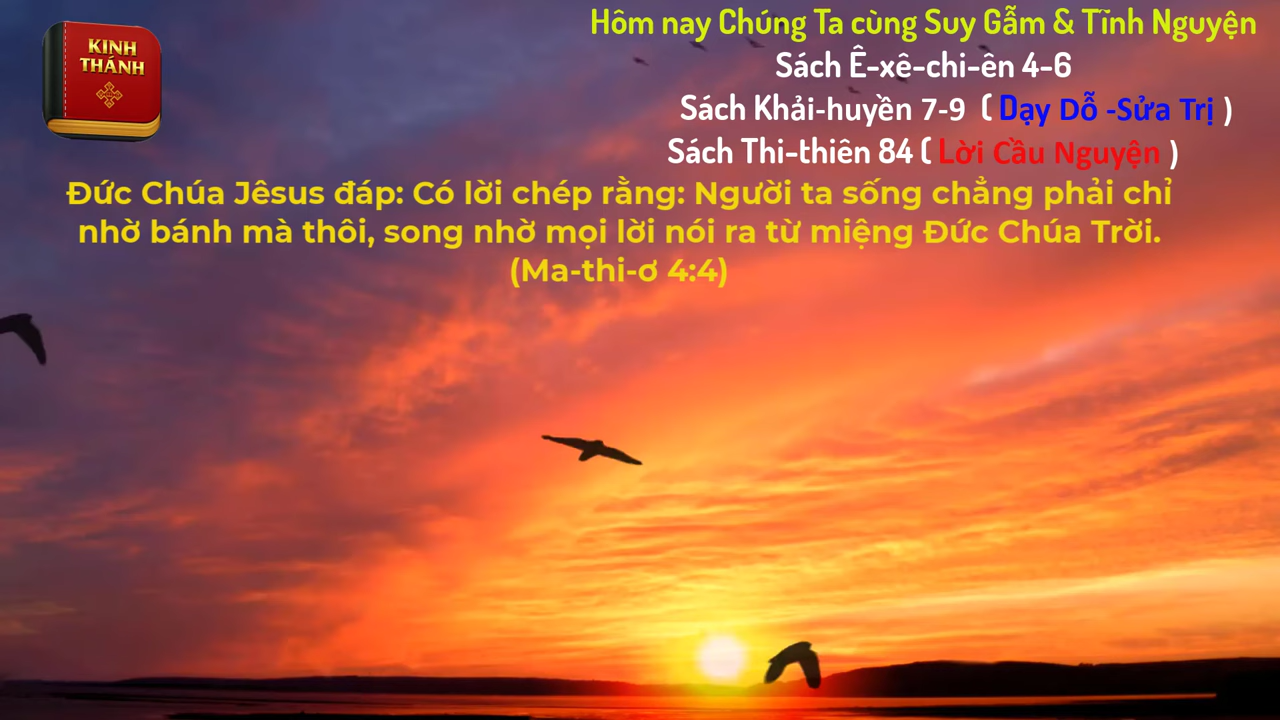 KINH
THÁNH
Hôm nay Chúng Ta cùng Suy Gẫm & Tĩnh Nguyện
Sách Ê-xê-chi-ên 4-6
Sách Khải-huyền 7-9 ( Dạy Dỗ -Sửa Trị )
Sách Thi-thiên 84 ( Lời Cầu Nguyện )
Đức Chúa Jêsus đáp: Có lời chép rằng: Người ta sống chẳng phải chỉ
nhờ bánh mà thôi, song nhờ mọi lời nói ra từ miệng Đức Chúa Trời.
(Ma-thi-ơ 4:4)